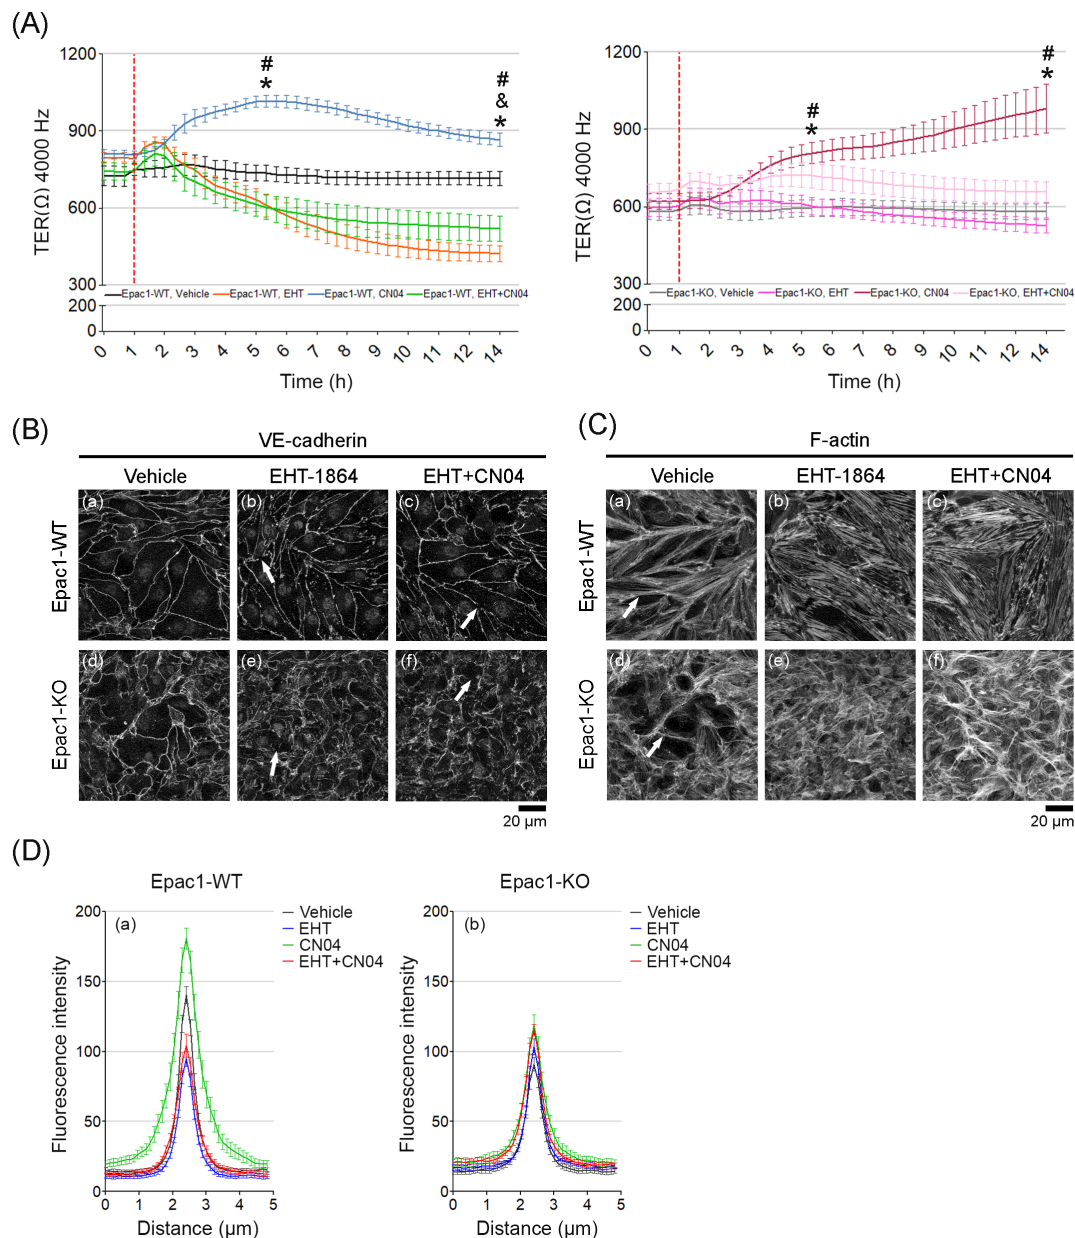 (A)
1200
900
600
300
200
0
TER(Ω) 4000 Hz
#
*
#
&
*
Epac1-WT, Vehicle Epac1-WT, EHT Epac1-WT, CN04 Epac1-WT, EHT+CN04
0 1 2 3 4 5 6 7 8 9 10 11 12 13 14
Time (h)
1200
900
600
300
200
0
TER(Ω) 4000 Hz
#
*
#
*
Epac1-KO, Vehicle Epac1-KO, EHT Epac1-KO, CN04 Epac1-KO, EHT+CN04
0 1 2 3 4 5 6 7 8 9 10 11 12 13 14
Time (h)
(B)
VE-cadherin
Vehicle EHT-1864 EHT+CN04
Epac1-WT
(a) (b) (c)
Epac1-KO
(d) (e) (f)
20 µm
(C)
F-actin
Vehicle EHT-1864 EHT+CN04
Epac1-WT
(a) (b) (c)
Epac1-KO
(d) (e) (f)
20 µm
(D)
Epac1-WT
(a)
200
150
100
50
0
Fluorescence intensity
0 1 2 3 4 5
Distance (µm)
Vehicle
EHT
CN04
EHT+CN04
Epac1-KO
(b)
200
150
100
50
0
Fluorescence intensity
0 1 2 3 4 5
Distance (µm)
Vehicle
EHT
CN04
EHT+CN04